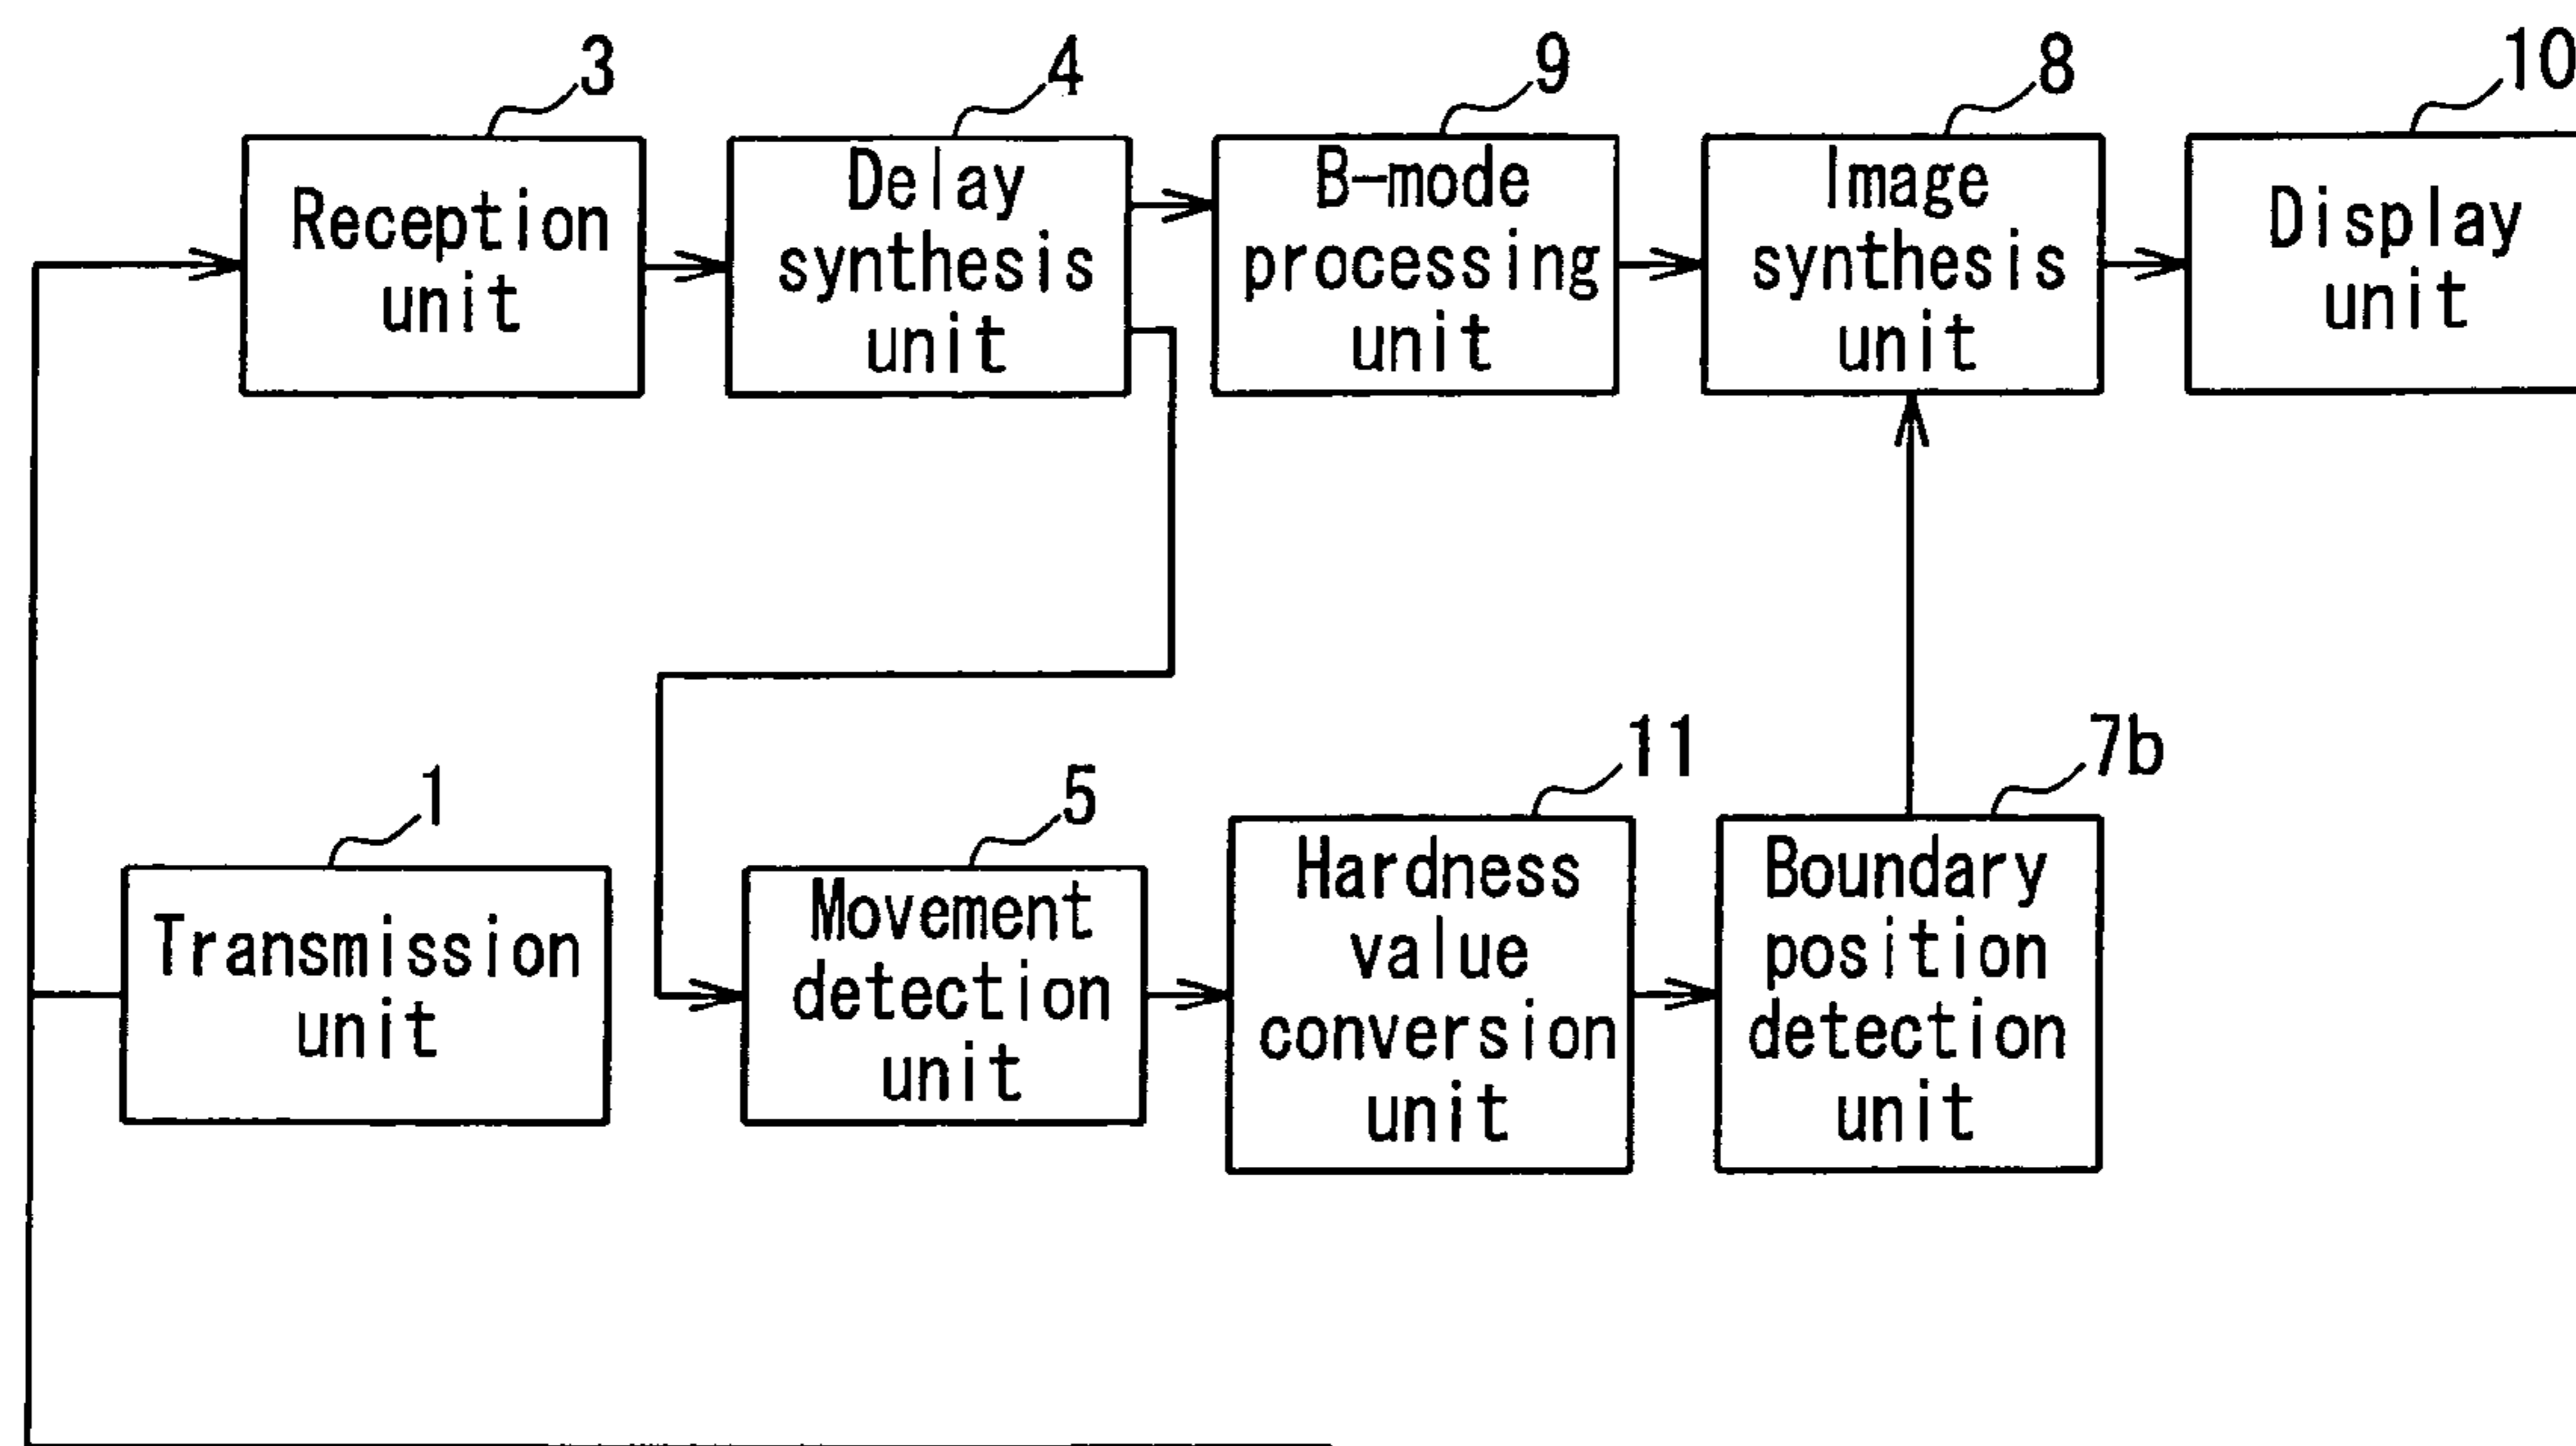 3
4
9
8
10
Reception
unit
Delay
synthesis
unit
B-mode
processing
unit
Image
synthesis
unit
Display
unit
1
5
11
7b
Transmission
unit
Movement
detection
unit
Hardness
value
conversion
unit
Boundary
position
detection
unit